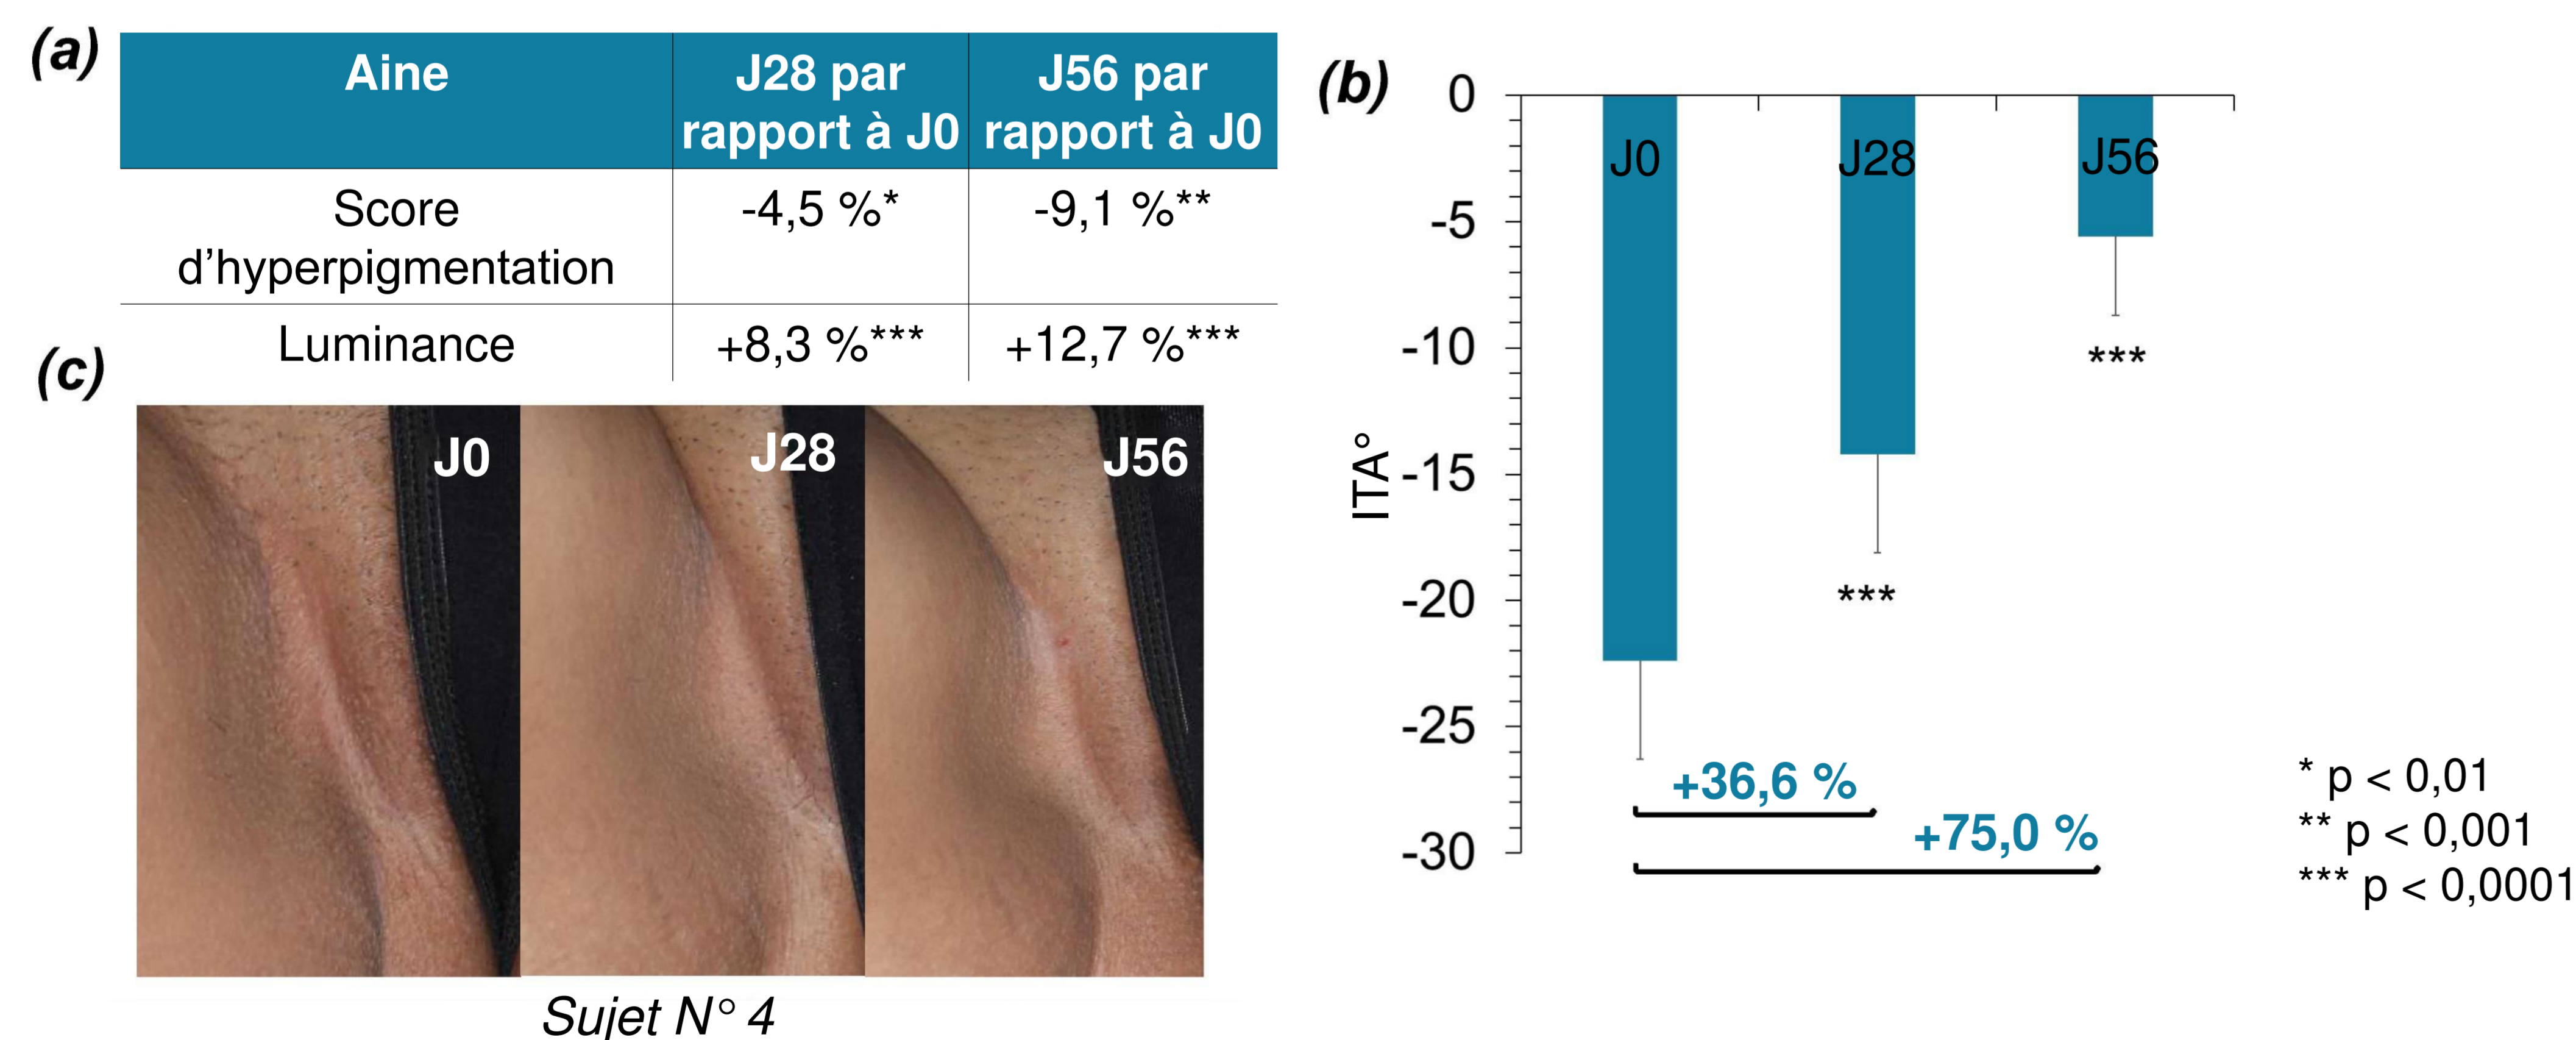 (a)
Aine
J28 par
rapport à J0
J56 par
rapport à J0
Score
d’hyperpigmentation
-4,5 %*
-9,1 %**
Luminance
+8,3 %***
+12,7 %***
(c)
J0
J28
J56
Sujet N° 4
(b)
0
-5
-10
-15
-20
-25
-30
ITA°
J0
J28
J56
***
***
+36,6 %
+75,0 %
* p < 0,01
** p < 0,001
*** p < 0,0001